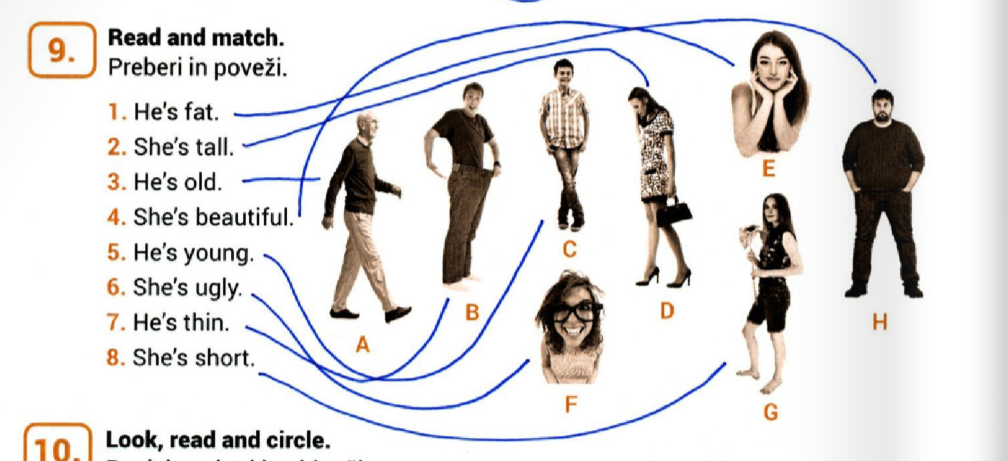 9. Read and match.
Preberi in poveži.
1. He's fat.
2. She's tall.
3. He's old.
4. She's beautiful.
5. He's young.
6. She's ugly.
7. He's thin.
8. She's short.
A
B
C
D
E
F
G
H
10. Look, read and circle.